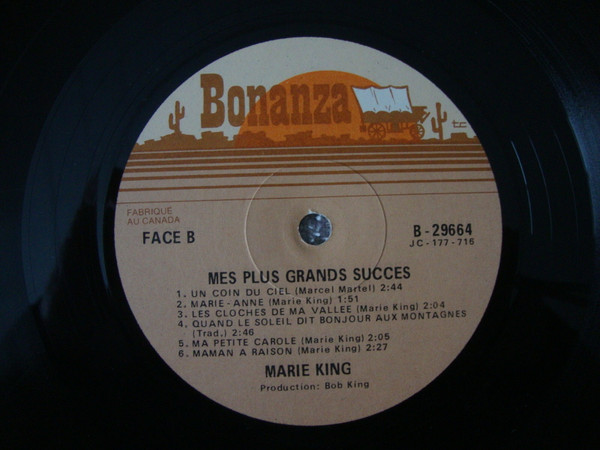 Bonanza
tc
FABRIQUE
AU CANADA
FACE B
B-29664
JC-177-716
MES PLUS GRANDS SUCCES
1. UN COIN DU CIEL (Marcel Martel) 2:44
2. MARIE-ANNE (Marie King) 1:51
3. LES CLOCHES DE MA VALLEE (Marie King) 2:04
4. QUAND LE SOLEIL DIT BONJOUR AUX MONTAGNES
(Trad.) 2:46
5. MA PETITE CAROLE (Marie King) 2:05
6. MAMAN A RAISON (Marie King) 2:27
MARIE KING
Production: Bob King